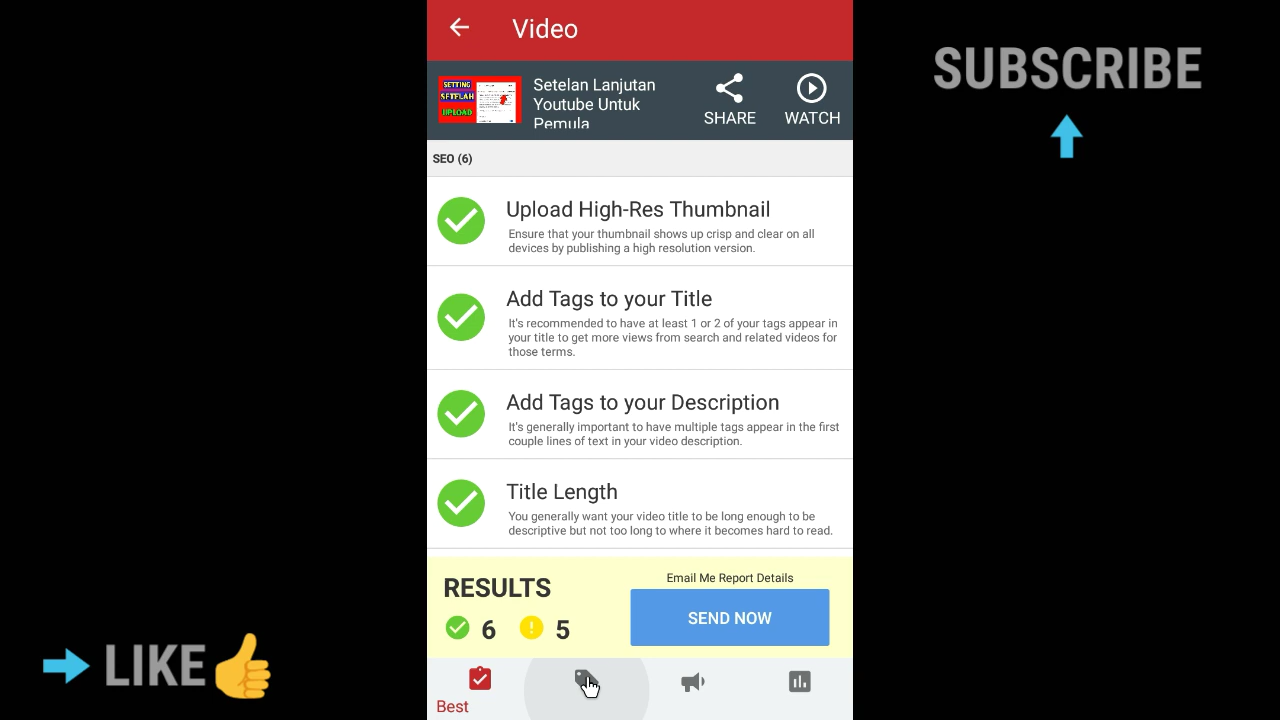 Video
SETTING
SETELAH
UPLOAD
Setelan Lanjutan
Youtube Untuk
Pemula
SHARE
WATCH
SUBSCRIBE
SEO (6)
Upload High-Res Thumbnail
Ensure that your thumbnail shows up crisp and clear on all
devices by publishing a high resolution version.
Add Tags to your Title
It's recommended to have at least 1 or 2 of your tags appear in
your title to get more views from search and related videos for
those terms.
Add Tags to your Description
It's generally important to have multiple tags appear in the first
couple lines of text in your video description.
Title Length
You generally want your video title to be long enough to be
descriptive but not too long to where it becomes hard to read.
RESULTS
6
5
Email Me Report Details
SEND NOW
LIKE
Best